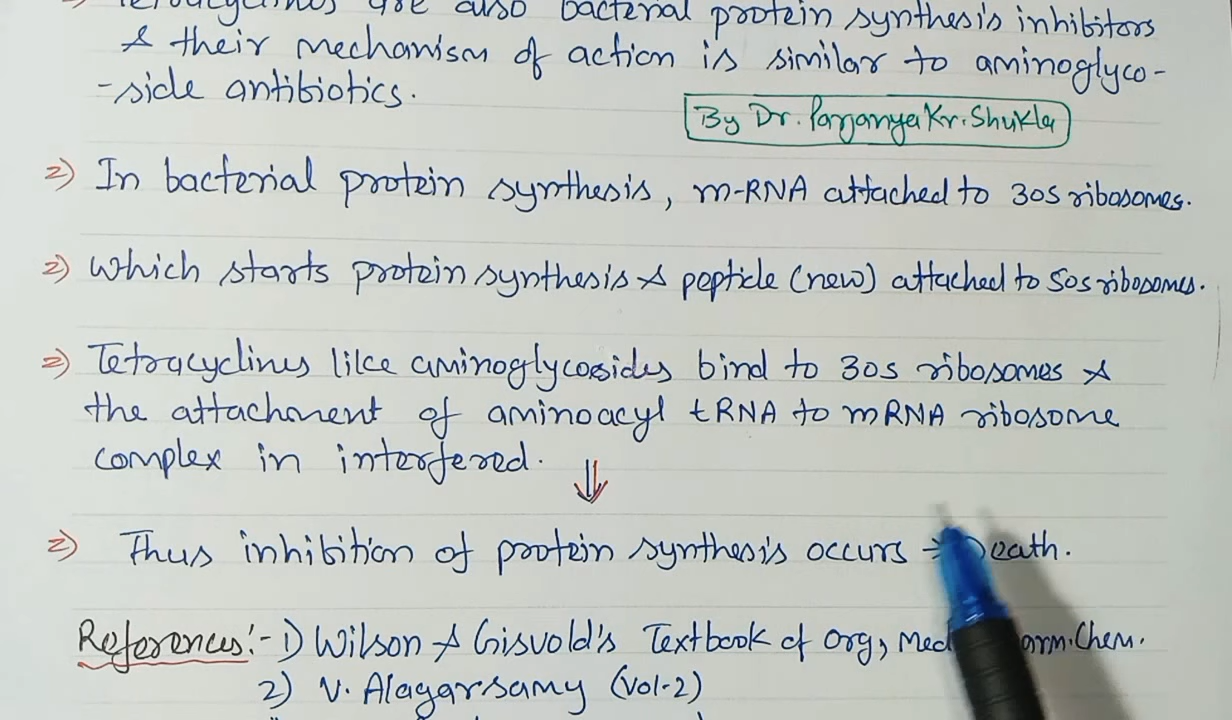 are also bacterial protein synthesis inhibitors
& their mechanism of action is similar to aminoglyco-
-side antibiotics.
By Dr. Parjanya Kr. Shukla
=) In bacterial protein synthesis, m-RNA attached to 30s ribosomes.
=) Which starts protein synthesis & peptide (new) attached to 50s ribosomes.
=) Tetracyclines like aminoglycosides bind to 30s ribosomes &
the attachment of aminoacyl tRNA to mRNA ribosome
complex in interfered.
=) Thus inhibition of protein synthesis occurs → Death.
References:- 1) Wilson & Gisvold's Textbook of Org, Med
arm. Chem.
2) V. Alagarsamy (Vol-2)